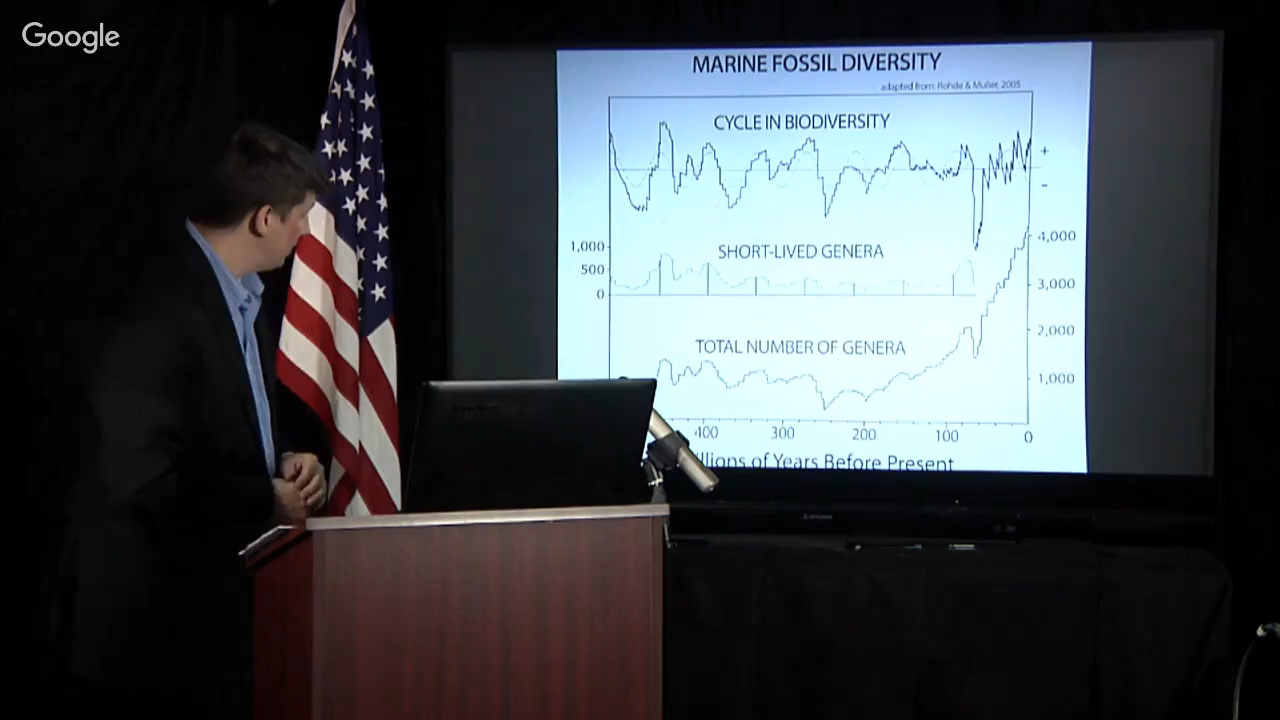 Google
MARINE FOSSIL DIVERSITY
adapted from: Rohde & Muller, 2005
CYCLE IN BIODIVERSITY
+
-
4,000
1,000
SHORT-LIVED GENERA
500
3,000
0
2,000
TOTAL NUMBER OF GENERA
1,000
400 300 200 100 0
llions of Years Before Present